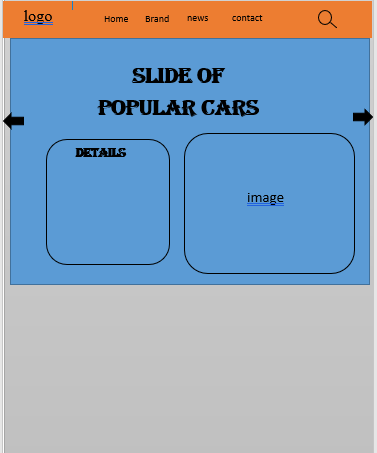 logo
Home Brand news contact
SLIDE OF
POPULAR CARS
DETAILS
image